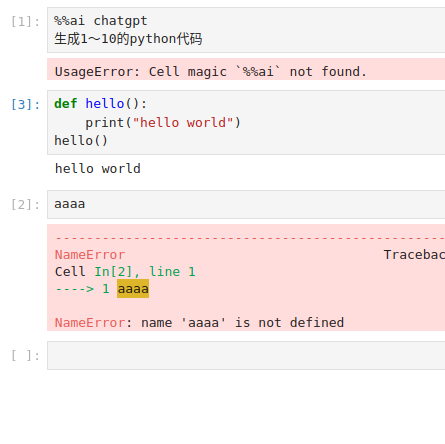 [1]: %%ai chatgpt
生成1～10的python代码
UsageError: Cell magic `%%ai` not found.
[3]: def hello():
    print("hello world")
hello()
hello world
[2]: aaaa
---------------------------------------------------
NameError                                 Tracebac
Cell In[2], line 1
----> 1 aaaa
NameError: name 'aaaa' is not defined
[ ]: